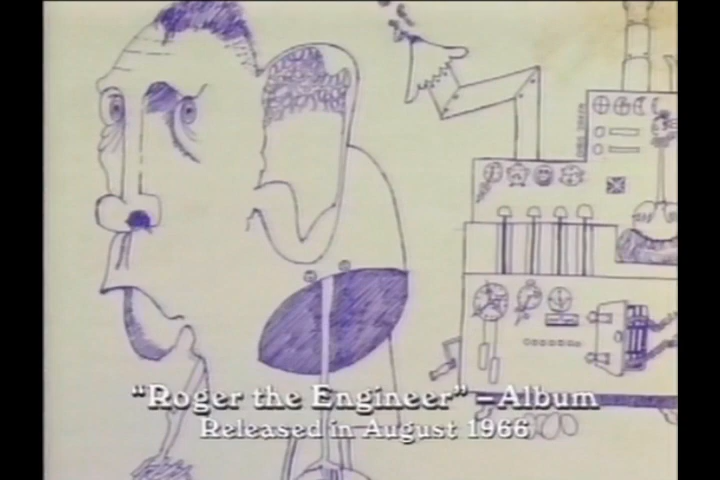 “Roger the Engineer” – Album
Released in August 1966